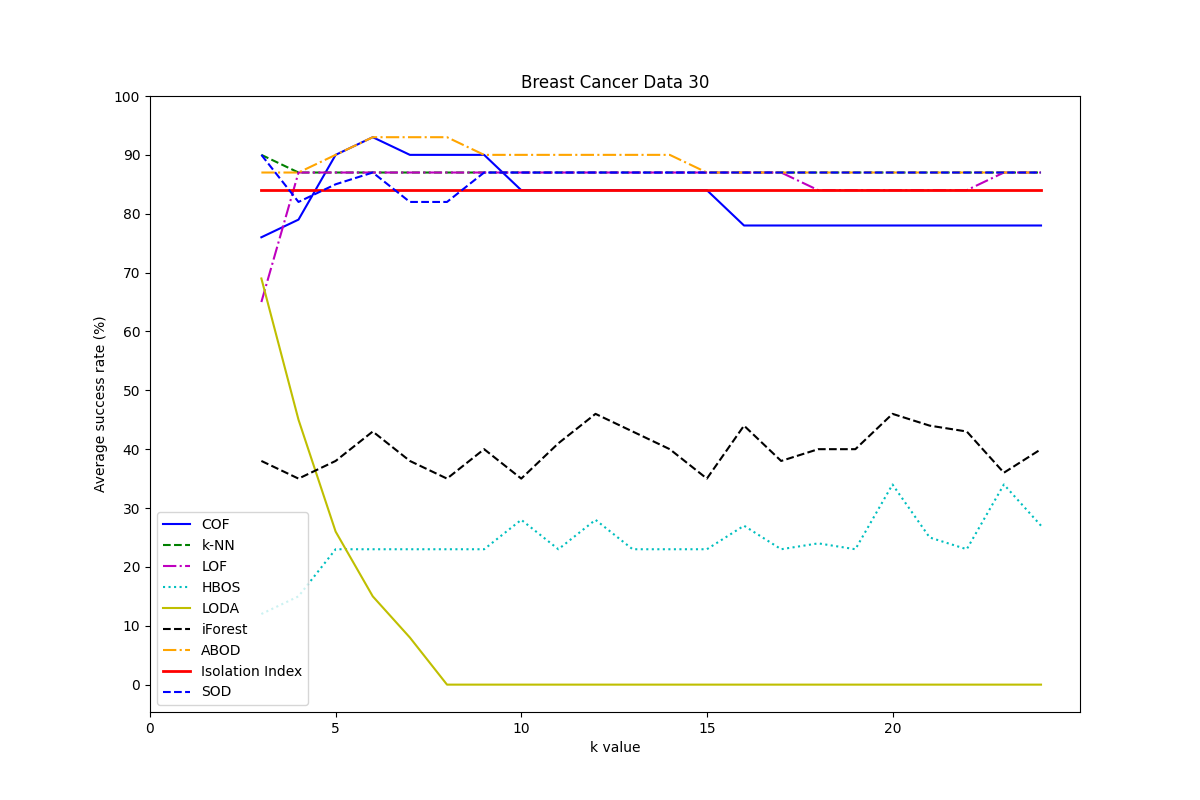 Breast Cancer Data 30
Average success rate (%)
100
90
80
70
60
50
40
30
20
10
0
COF
k-NN
LOF
HBOS
LODA
iForest
ABOD
Isolation Index
SOD
0 5 10 15 20
k value